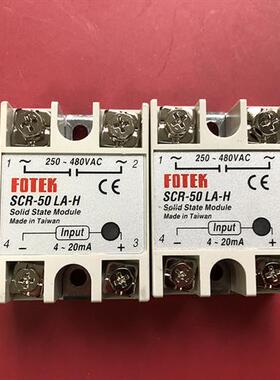 250 ~ 480VAC
1 ~ ~ 2
FOTEK
SCR-50 LA-H
Solid State Module
Made in Taiwan
CE
Input
4 - + 3
4 ~ 20mA
250 ~ 480VAC
1 ~ ~ 2
FOTEK
SCR-50 LA-H
Solid State Module
Made in Taiwan
CE
Input
4 - + 3
4 ~ 20mA